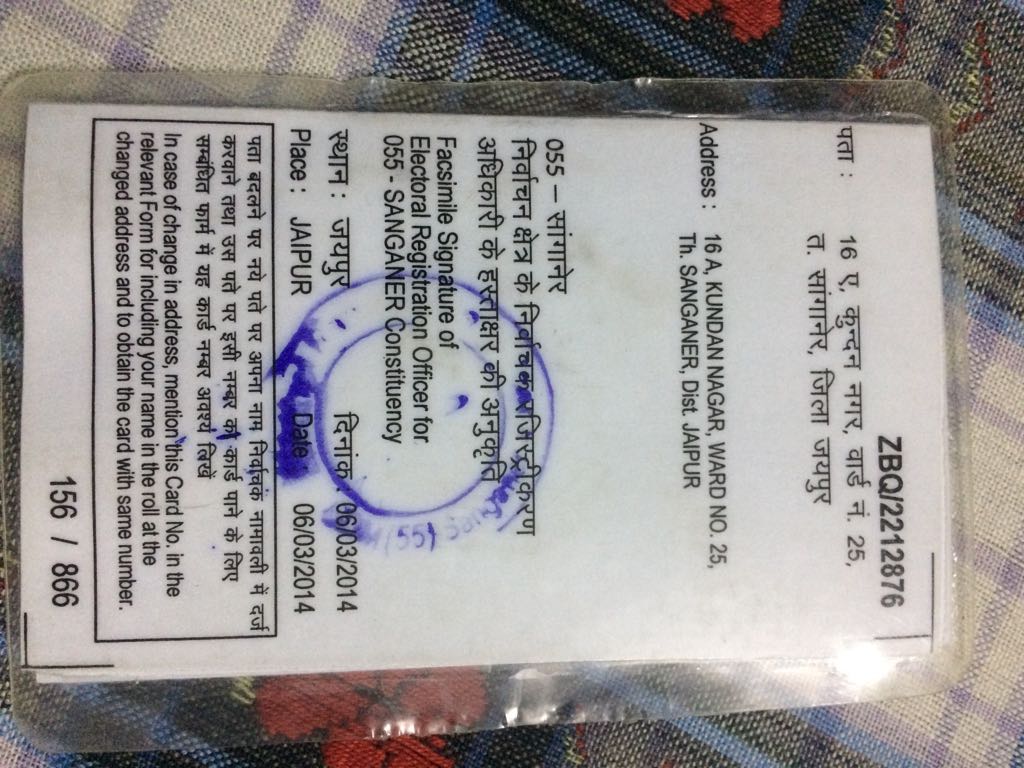 ZBQ/2212876
पता : 16 ए, कुन्दन नगर, वार्ड नं. 25,
त. सांगानेर, जिला जयपुर
Address : 16 A, KUNDAN NAGAR, WARD NO. 25,
Th. SANGANER, Dist. JAIPUR
055 – सांगानेर
निर्वाचन क्षेत्र के निर्वाचक रजिस्ट्रीकरण
अधिकारी के हस्ताक्षर की अनुकृति
Facsimile Signature of
Electoral Registration Officer for
055 - SANGANER Constituency
स्थान : जयपुर दिनांक : 06/03/2014
Place : JAIPUR Date : 06/03/2014
(55)
पता बदलने पर नये पते पर अपना नाम निर्वाचक नामावली में दर्ज
करवाने तथा उस पते पर इसी नम्बर का कार्ड पाने के लिए
सम्बंधित फार्म में यह कार्ड नम्बर अवश्य लिखें
In case of change in address, mention this Card No. in the
relevant Form for including your name in the roll at the
changed address and to obtain the card with same number.
156 / 866